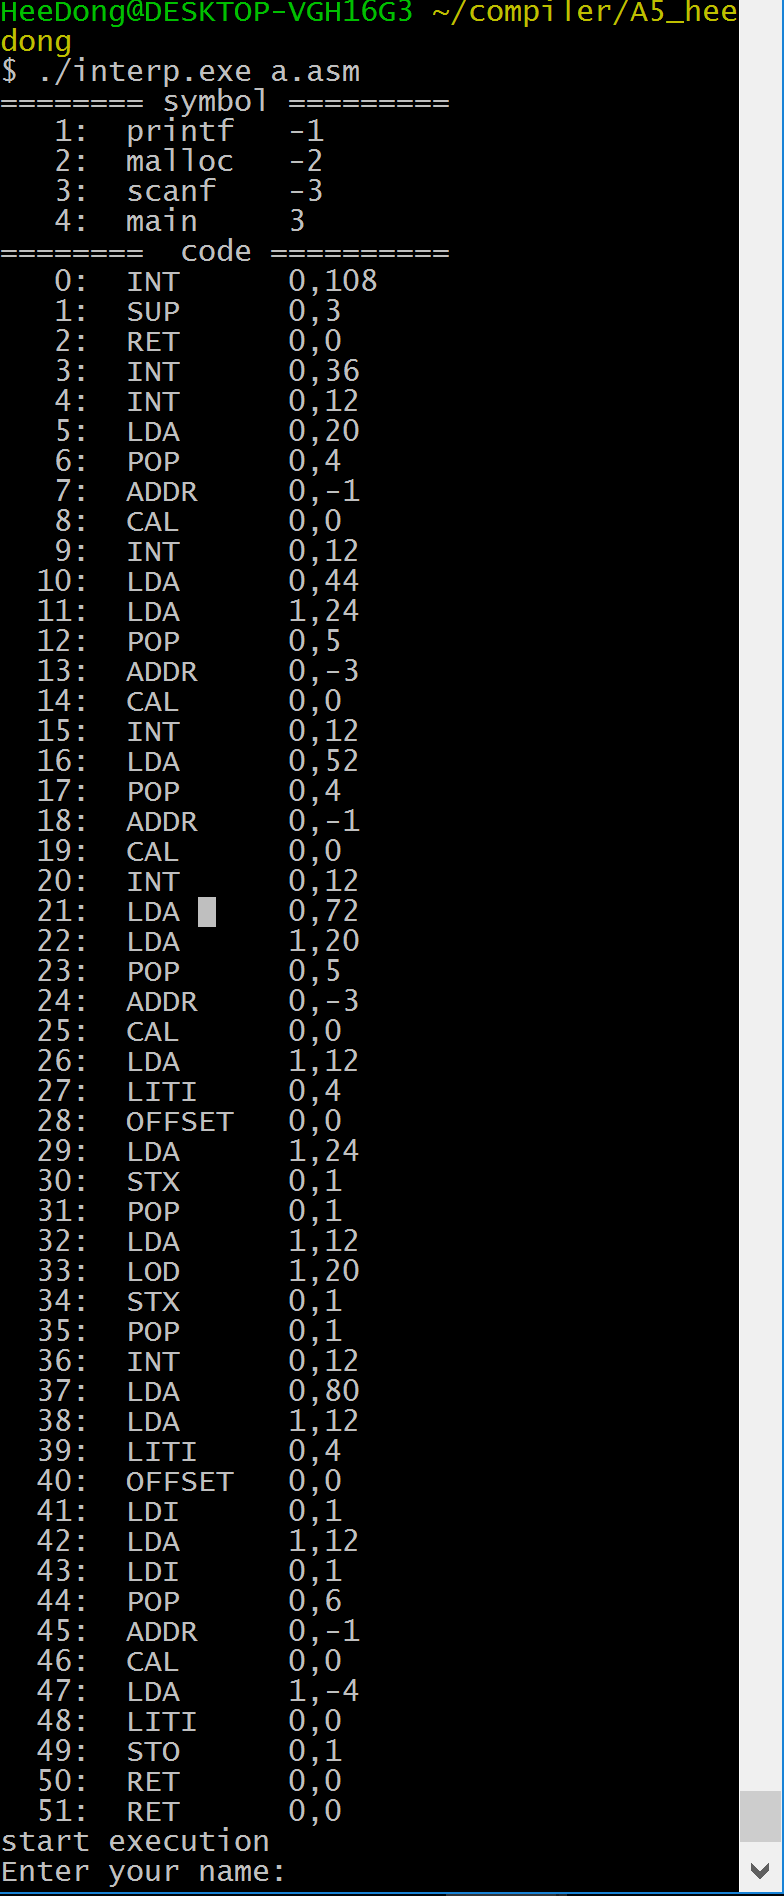 HeeDong@DESKTOP-VGH16G3 ~/compiler/A5_hee
dong
$ ./interp.exe a.asm
======== symbol =========
   1:  printf   -1
   2:  malloc   -2
   3:  scanf    -3
   4:  main     3
========  code ==========
   0:  INT      0,108
   1:  SUP      0,3
   2:  RET      0,0
   3:  INT      0,36
   4:  INT      0,12
   5:  LDA      0,20
   6:  POP      0,4
   7:  ADDR     0,-1
   8:  CAL      0,0
   9:  INT      0,12
  10:  LDA      0,44
  11:  LDA      1,24
  12:  POP      0,5
  13:  ADDR     0,-3
  14:  CAL      0,0
  15:  INT      0,12
  16:  LDA      0,52
  17:  POP      0,4
  18:  ADDR     0,-1
  19:  CAL      0,0
  20:  INT      0,12
  21:  LDA      0,72
  22:  LDA      1,20
  23:  POP      0,5
  24:  ADDR     0,-3
  25:  CAL      0,0
  26:  LDA      1,12
  27:  LITI     0,4
  28:  OFFSET   0,0
  29:  LDA      1,24
  30:  STX      0,1
  31:  POP      0,1
  32:  LDA      1,12
  33:  LOD      1,20
  34:  STX      0,1
  35:  POP      0,1
  36:  INT      0,12
  37:  LDA      0,80
  38:  LDA      1,12
  39:  LITI     0,4
  40:  OFFSET   0,0
  41:  LDI      0,1
  42:  LDA      1,12
  43:  LDI      0,1
  44:  POP      0,6
  45:  ADDR     0,-1
  46:  CAL      0,0
  47:  LDA      1,-4
  48:  LITI     0,0
  49:  STO      0,1
  50:  RET      0,0
  51:  RET      0,0
start execution
Enter your name: